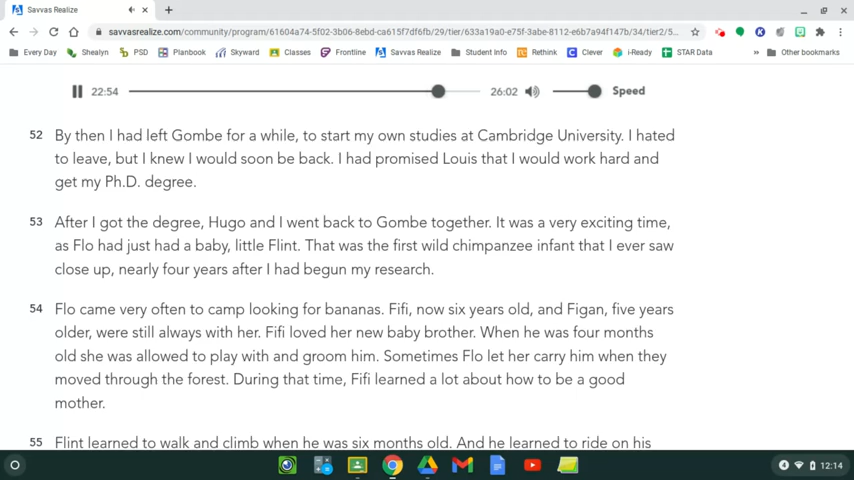 Savvas Realize
savvasrealize.com/community/program/61604a74-5f02-3b06-8ebd-ca615f7df6fb/29/tier/633a19a0-e75f-3abe-8112-e6b7a94f147b/34/tier2/5...
Every Day Shealyn PSD Planbook Skyward Classes Frontline Savvas Realize Student Info Rethink Clever i-Ready STAR Data » Other bookmarks
22:54 26:02 Speed
52 By then I had left Gombe for a while, to start my own studies at Cambridge University. I hated
to leave, but I knew I would soon be back. I had promised Louis that I would work hard and
get my Ph.D. degree.
53 After I got the degree, Hugo and I went back to Gombe together. It was a very exciting time,
as Flo had just had a baby, little Flint. That was the first wild chimpanzee infant that I ever saw
close up, nearly four years after I had begun my research.
54 Flo came very often to camp looking for bananas. Fifi, now six years old, and Figan, five years
older, were still always with her. Fifi loved her new baby brother. When he was four months
old she was allowed to play with and groom him. Sometimes Flo let her carry him when they
moved through the forest. During that time, Fifi learned a lot about how to be a good
mother.
55 Flint learned to walk and climb when he was six months old. And he learned to ride on his
12:14